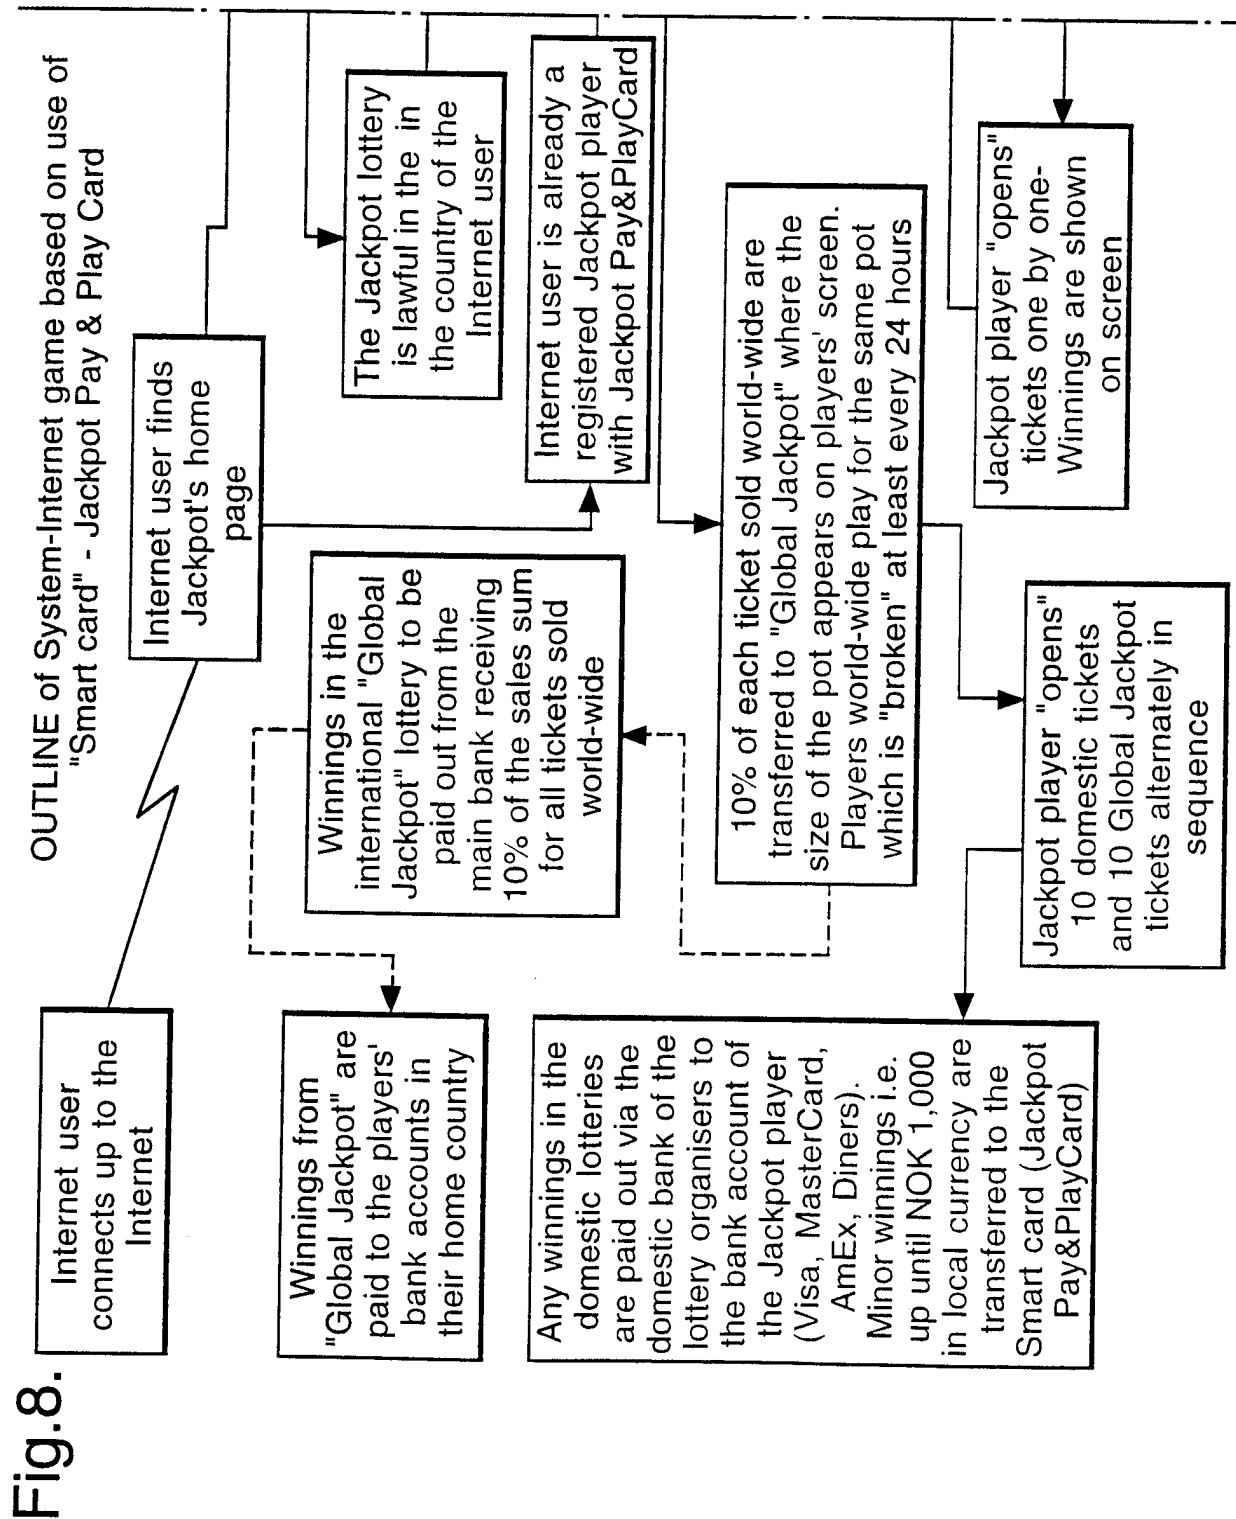 Fig.8.
OUTLINE of System-Internet game based on use of
"Smart card" - Jackpot Pay & Play Card
Internet user
connects up to the
Internet
Internet user finds
Jackpot's home
page
The Jackpot lottery
is lawful in the in
the country of the
Internet user
Winnings from
"Global Jackpot" are
paid to the players'
bank accounts in
their home country
Winnings in the
international "Global
Jackpot" lottery to be
paid out from the
main bank receiving
10% of the sales sum
for all tickets sold
world-wide
Internet user is already a
registered Jackpot player
with Jackpot Pay&PlayCard
Any winnings in the
domestic lotteries
are paid out via the
domestic bank of the
lottery organisers to
the bank account of
the Jackpot player
(Visa, MasterCard,
AmEx, Diners).
Minor winnings i.e.
up until NOK 1,000
in local currency are
transferred to the
Smart card (Jackpot
Pay&PlayCard)
10% of each ticket sold world-wide are
transferred to "Global Jackpot" where the
size of the pot appears on players' screen.
Players world-wide play for the same pot
which is "broken" at least every 24 hours
Jackpot player "opens"
10 domestic tickets
and 10 Global Jackpot
tickets alternately in
sequence
Jackpot player "opens"
tickets one by one-
Winnings are shown
on screen